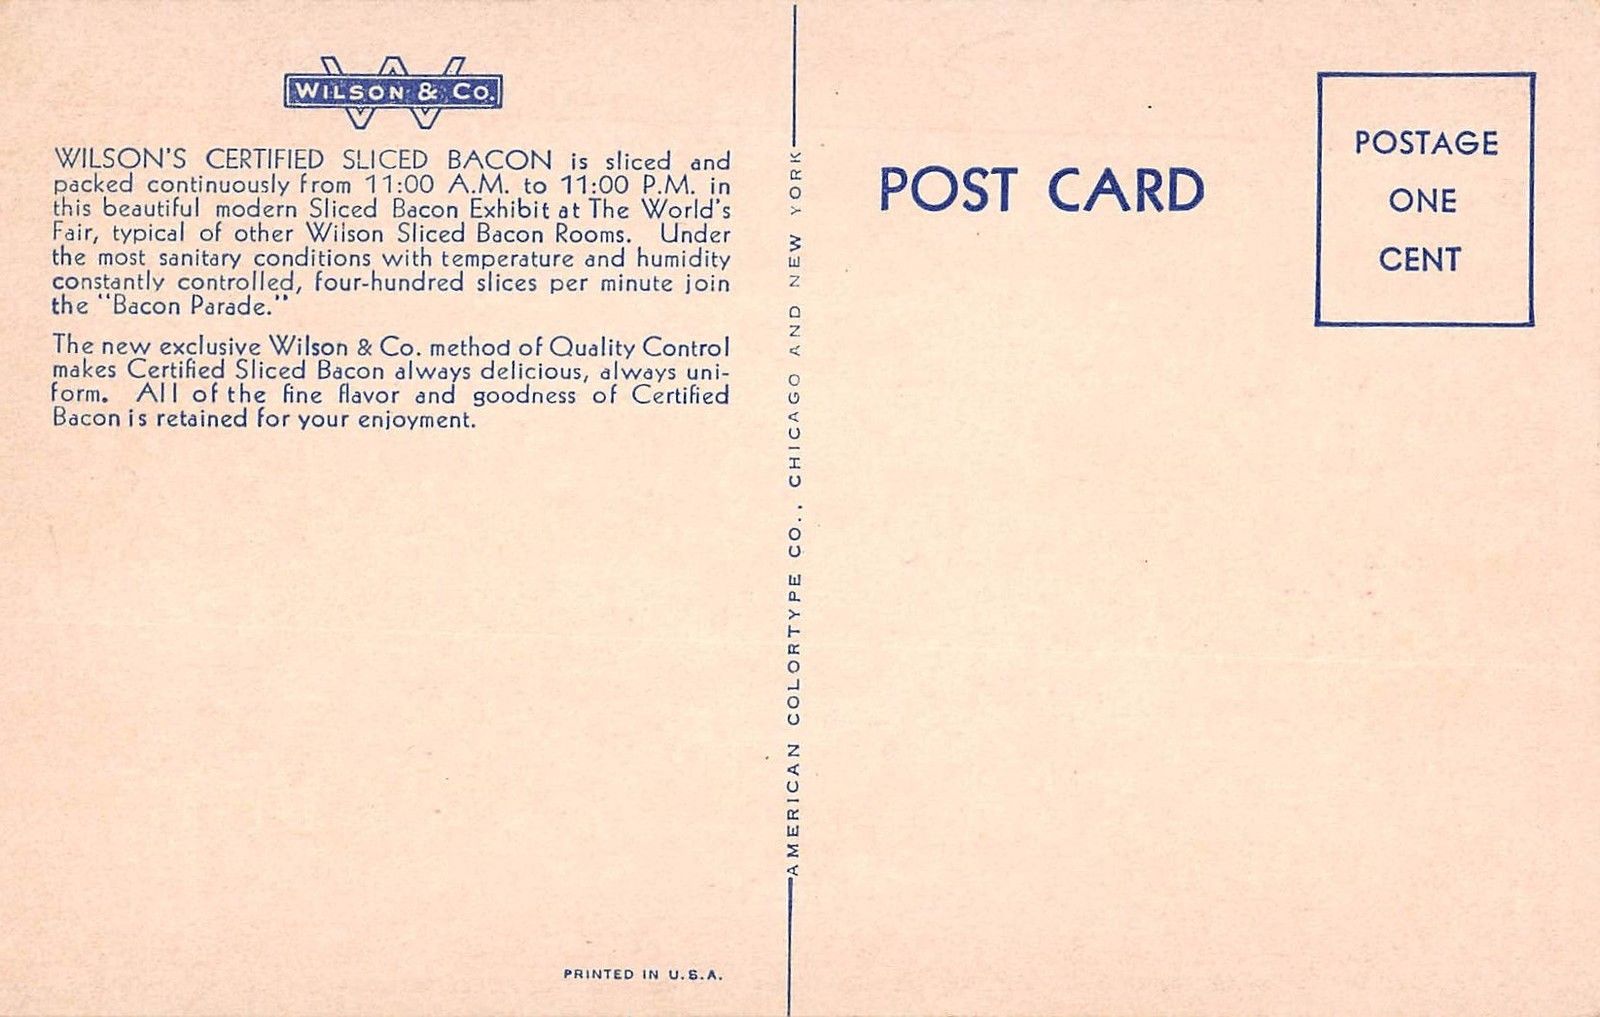 WILSON & CO.
WILSON'S CERTIFIED SLICED BACON is sliced and
packed continuously from 11:00 A.M. to 11:00 P.M. in
this beautiful modern Sliced Bacon Exhibit at The World's
Fair, typical of other Wilson Sliced Bacon Rooms. Under
the most sanitary conditions with temperature and humidity
constantly controlled, four-hundred slices per minute join
the "Bacon Parade."
The new exclusive Wilson & Co. method of Quality Control
makes Certified Sliced Bacon always delicious, always uni-
form. All of the fine flavor and goodness of Certified
Bacon is retained for your enjoyment.
PRINTED IN U.S.A.
AMERICAN COLORTYPE CO., CHICAGO AND NEW YORK
POST CARD
POSTAGE
ONE
CENT